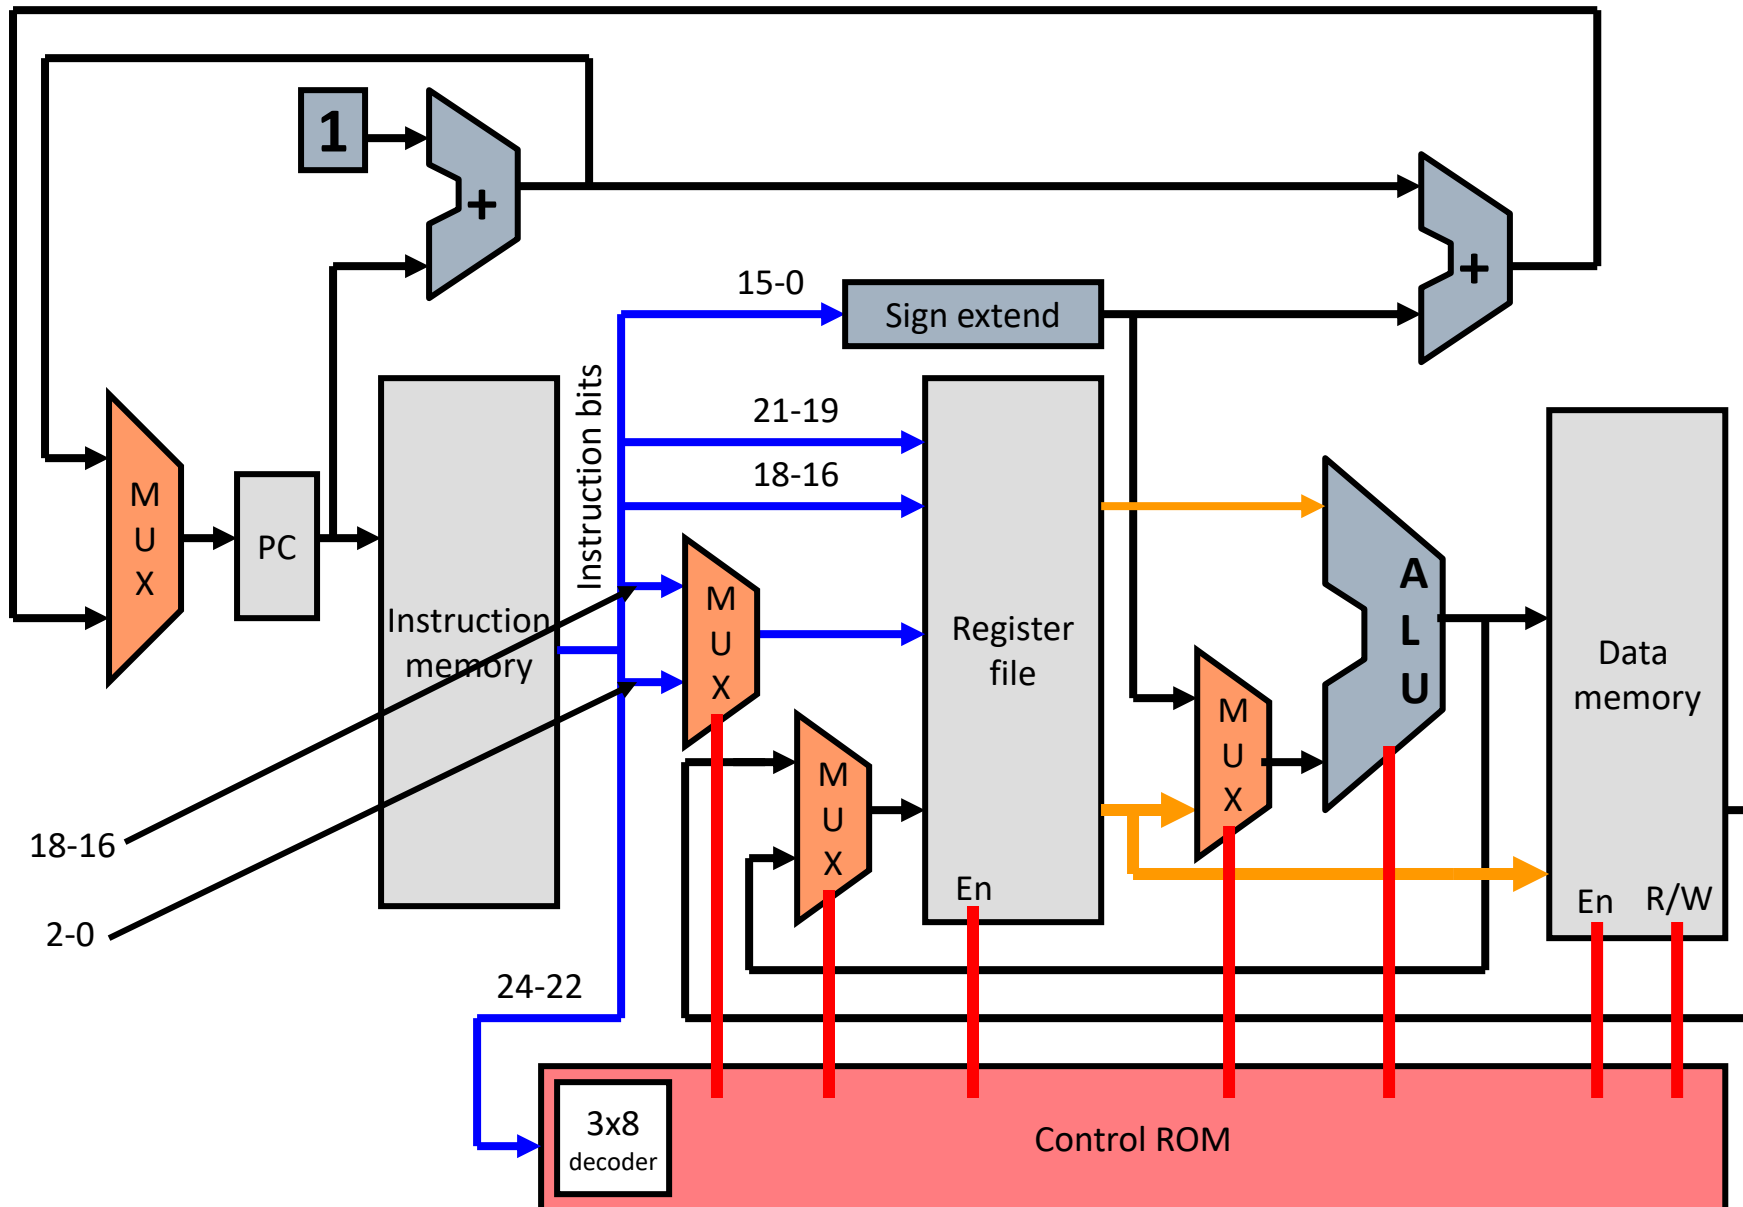 1
+
+
15-0
Sign extend
Instruction bits
21-19
18-16
M
U
X
PC
Instruction
memory
M
U
X
Register
file
En
M
U
X
M
U
X
A
L
U
Data
memory
En
R/W
18-16
2-0
24-22
3x8
decoder
Control ROM